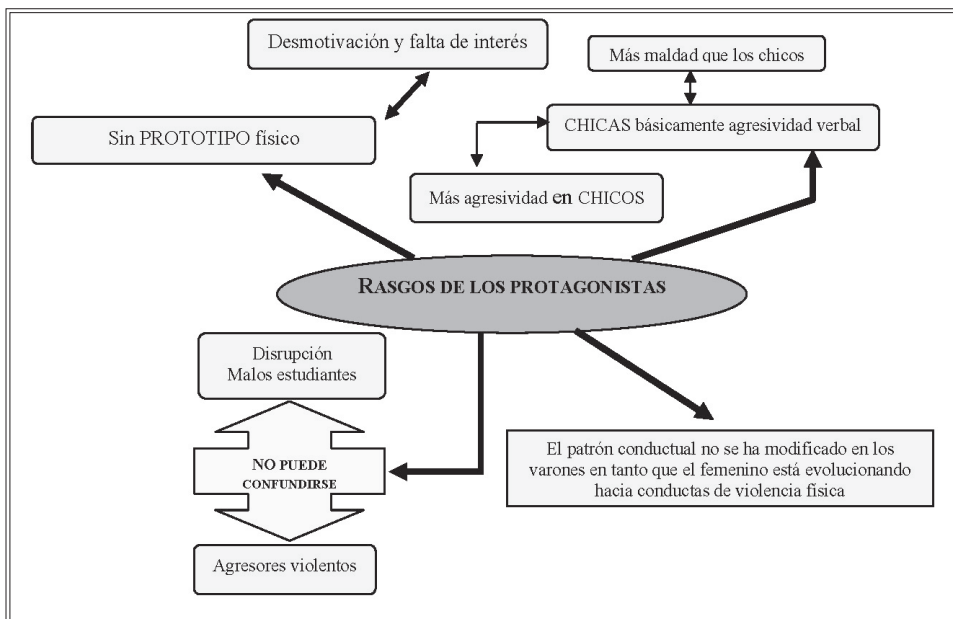 Desmotivación y falta de interés
Más maldad que los chicos
Sin PROTOTIPO físico
CHICAS básicamente agresividad verbal
Más agresividad en CHICOS
RASGOS DE LOS PROTAGONISTAS
Disrupción
Malos estudiantes
NO PUEDE
CONFUNDIRSE
El patrón conductual no se ha modificado en los
varones en tanto que el femenino está evolucionando
hacia conductas de violencia física
Agresores violentos